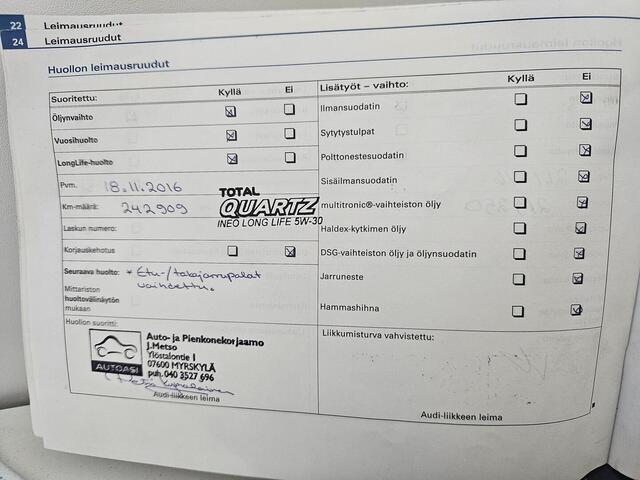 22 Leimausruudut
24 Leimausruudut
Huollon leimausruudut
Suoritettu: Kyllä Ei
Öljynvaihto
Vuosihuolto
LongLife-huolto
Pvm. 18.11.2016
Km-määrä: 242909
TOTAL
QUARTZ
INEO LONG LIFE 5W-30
Laskun numero:
Korjauskehotus
Seuraava huolto: * Etu-/takajarrupalat
vaihdettu.
Mittariston
huoltovälinäytön
mukaan
Huollon suoritti:
AUTOASI
Auto- ja Pienkonekorjaamo
J.Metso
Ylöstalontie 1
07600 MYRSKYLÄ
puh. 040 3527 696
Audi-liikkeen leima
Lisätyöt – vaihto: Kyllä Ei
Ilmansuodatin
Sytytystulpat
Polttonestesuodatin
Sisäilmansuodatin
multitronic®-vaihteiston öljy
Haldex-kytkimen öljy
DSG-vaihteiston öljy ja öljynsuodatin
Jarruneste
Hammashihna
Liikkumisturva vahvistettu:
Audi-liikkeen leima